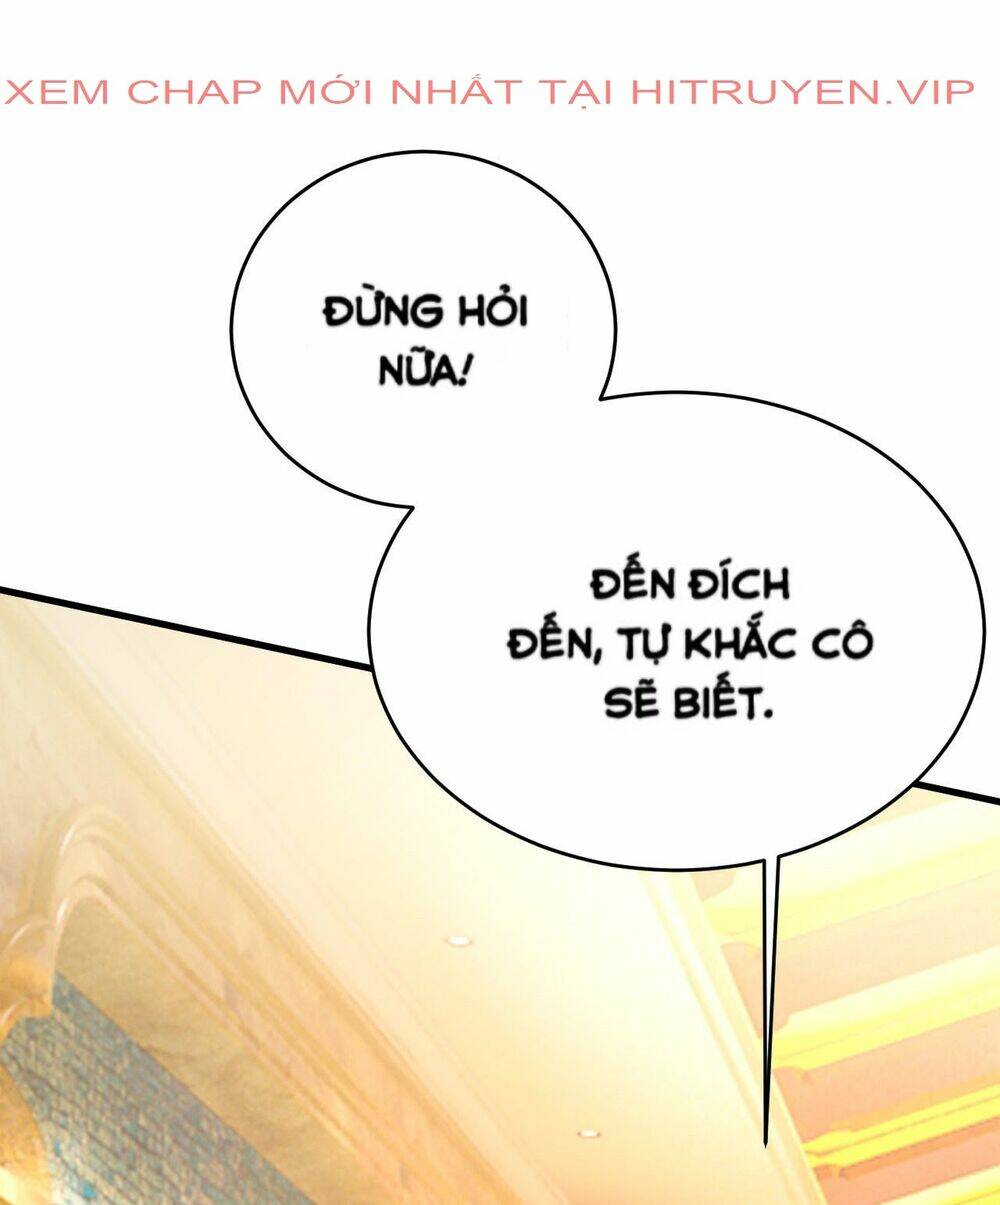 XEM CHAP MỚI NHẤT TẠI HITRUYEN.VIP
ĐỪNG HỎI
NỮA!
ĐẾN ĐÍCH
ĐẾN, TỰ KHẮC CÔ
SẼ BIẾT.